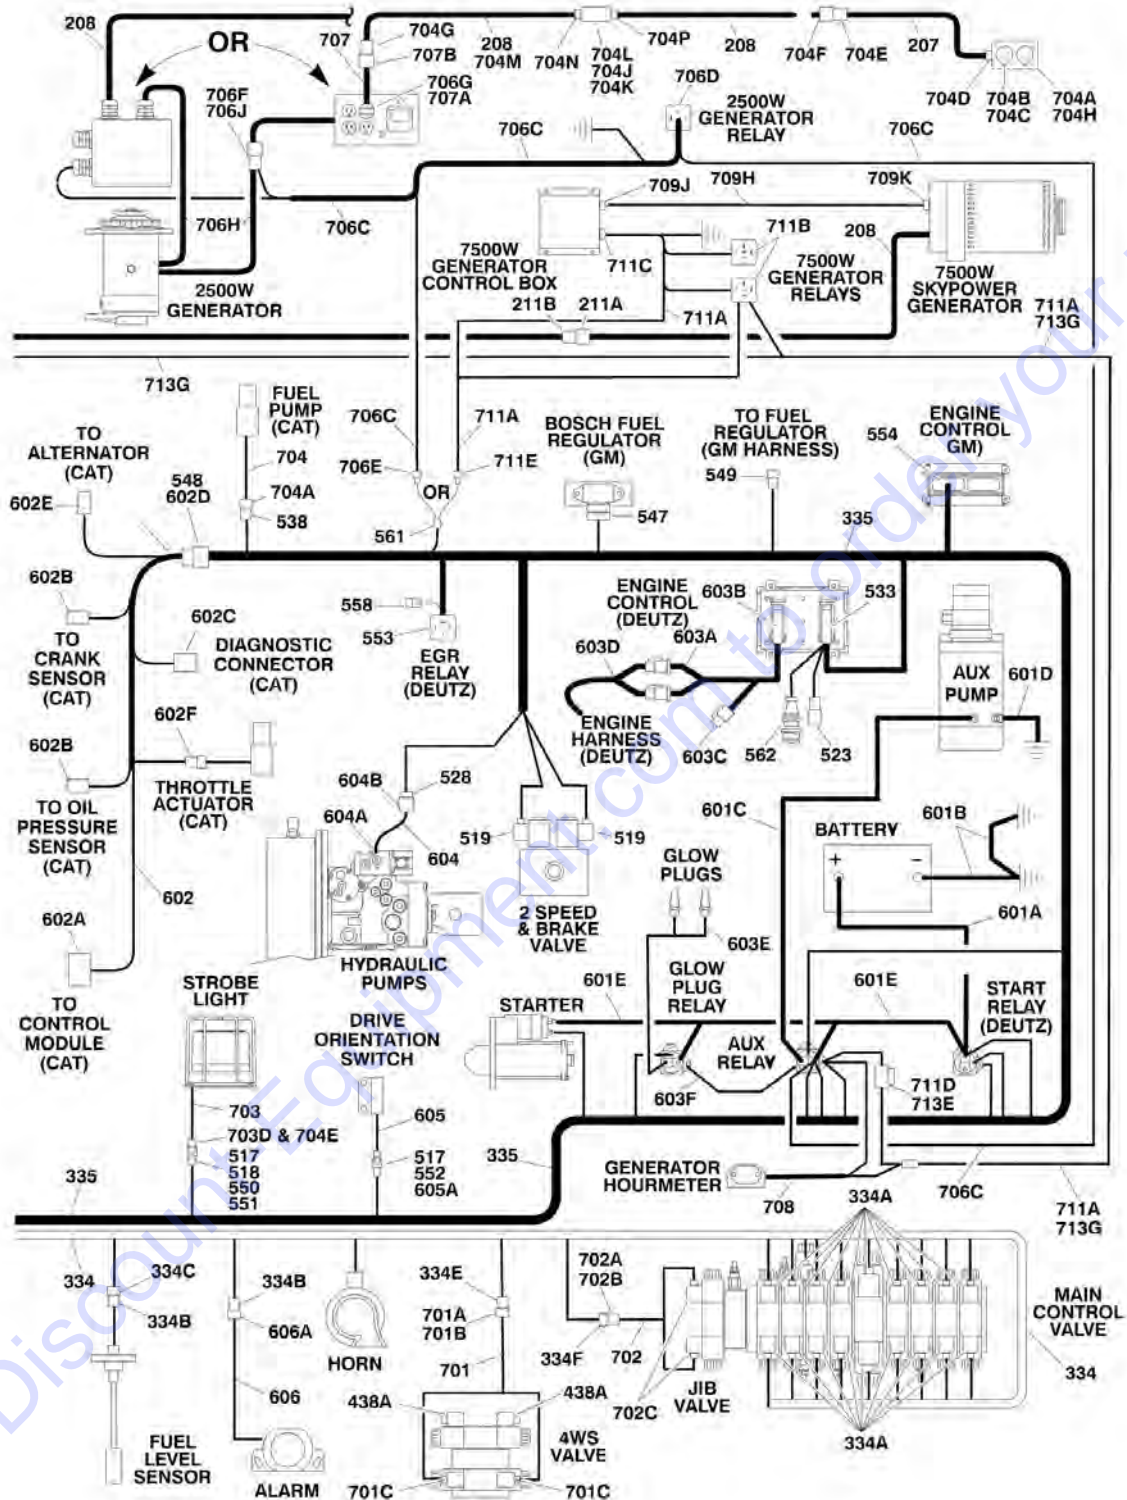 208
OR
707
704G
707B
706G
707A
208
704M
704N
704L
704J
704K
704P
208
704F
704E
207
704D
704B
704C
704A
704H
706F
706J
706D
2500W
GENERATOR
RELAY
706C
706C
706H
706C
2500W
GENERATOR
709J
709H
709K
208
711B
7500W
GENERATOR
CONTROL BOX
711C
7500W
GENERATOR
RELAYS
7500W
SKYPOWER
GENERATOR
211B
211A
711A
711A
713G
713G
FUEL
PUMP
(CAT)
704
704A
538
TO
ALTERNATOR
(CAT)
548
602D
602E
706C
711A
706E
711E
OR
561
BOSCH FUEL
REGULATOR
(GM)
547
TO FUEL
REGULATOR
(GM HARNESS)
549
ENGINE
CONTROL
GM)
554
335
602B
TO
CRANK
SENSOR
(CAT)
602C
DIAGNOSTIC
CONNECTOR
(CAT)
558
553
EGR
RELAY
(DEUTZ)
ENGINE
CONTROL
(DEUTZ)
603B
533
603A
603D
ENGINE
HARNESS
(DEUTZ)
603C
562
523
AUX
PUMP
601D
602F
THROTTLE
ACTUATOR
(CAT)
602B
TO OIL
PRESSURE
SENSOR
(CAT)
602
602A
TO
CONTROL
MODULE
(CAT)
604B
528
604A
604
HYDRAULIC
PUMPS
519
519
2 SPEED
& BRAKE
VALVE
601C
BATTERY
+
-
601B
601A
GLOW
PLUGS
603E
GLOW
PLUG
RELAY
601E
601E
START
RELAY
(DEUTZ)
STARTER
AUX
RELAY
603F
711D
713E
STROBE
LIGHT
703
703D & 704E
517
518
550
551
DRIVE
ORIENTATION
SWITCH
605
517
552
605A
335
335
GENERATOR
HOURMETER
708
334A
706C
711A
713G
334
334C
334B
FUEL
LEVEL
SENSOR
334B
606A
606
ALARM
HORN
334E
701A
701B
701
438A
438A
4WS
VALVE
701C
701C
702A
702B
334F
702
702C
JIB
VALVE
334A
MAIN
CONTROL
VALVE
334
Discount-Equipment.com to order your